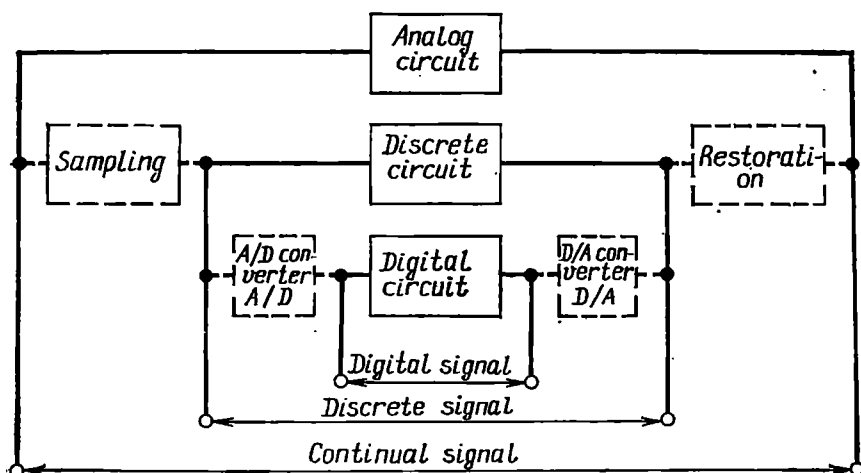 Analog
circuit
Sampling
Discrete
circuit
Restorati-
on
A/D con-
verter
A/D
Digital
circuit
D/A con-
verter
D/A
Digital signal
Discrete signal
Continual signal